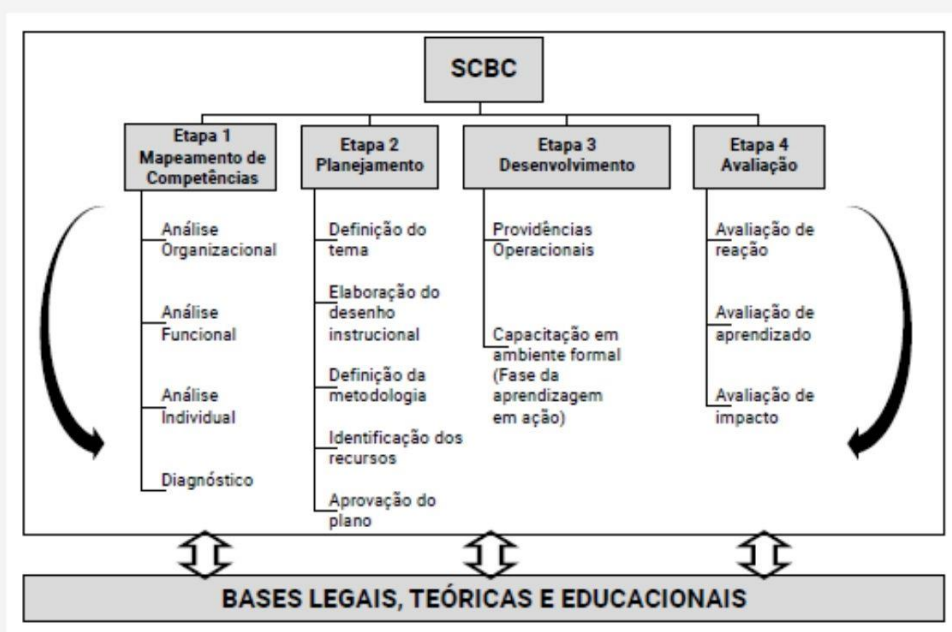 SCBC
Etapa 1
Mapeamento de
Competências
Análise
Organizacional
Análise
Funcional
Análise
Individual
Diagnóstico
Etapa 2
Planejamento
Definição do
tema
Elaboração do
desenho
instrucional
Definição da
metodologia
Identificação dos
recursos
Aprovação do
plano
Etapa 3
Desenvolvimento
Providências
Operacionais
Capacitação em
ambiente formal
(Fase da
aprendizagem
em ação)
Etapa 4
Avaliação
Avaliação de
reação
Avaliação de
aprendizado
Avaliação de
impacto
BASES LEGAIS, TEÓRICAS E EDUCACIONAIS